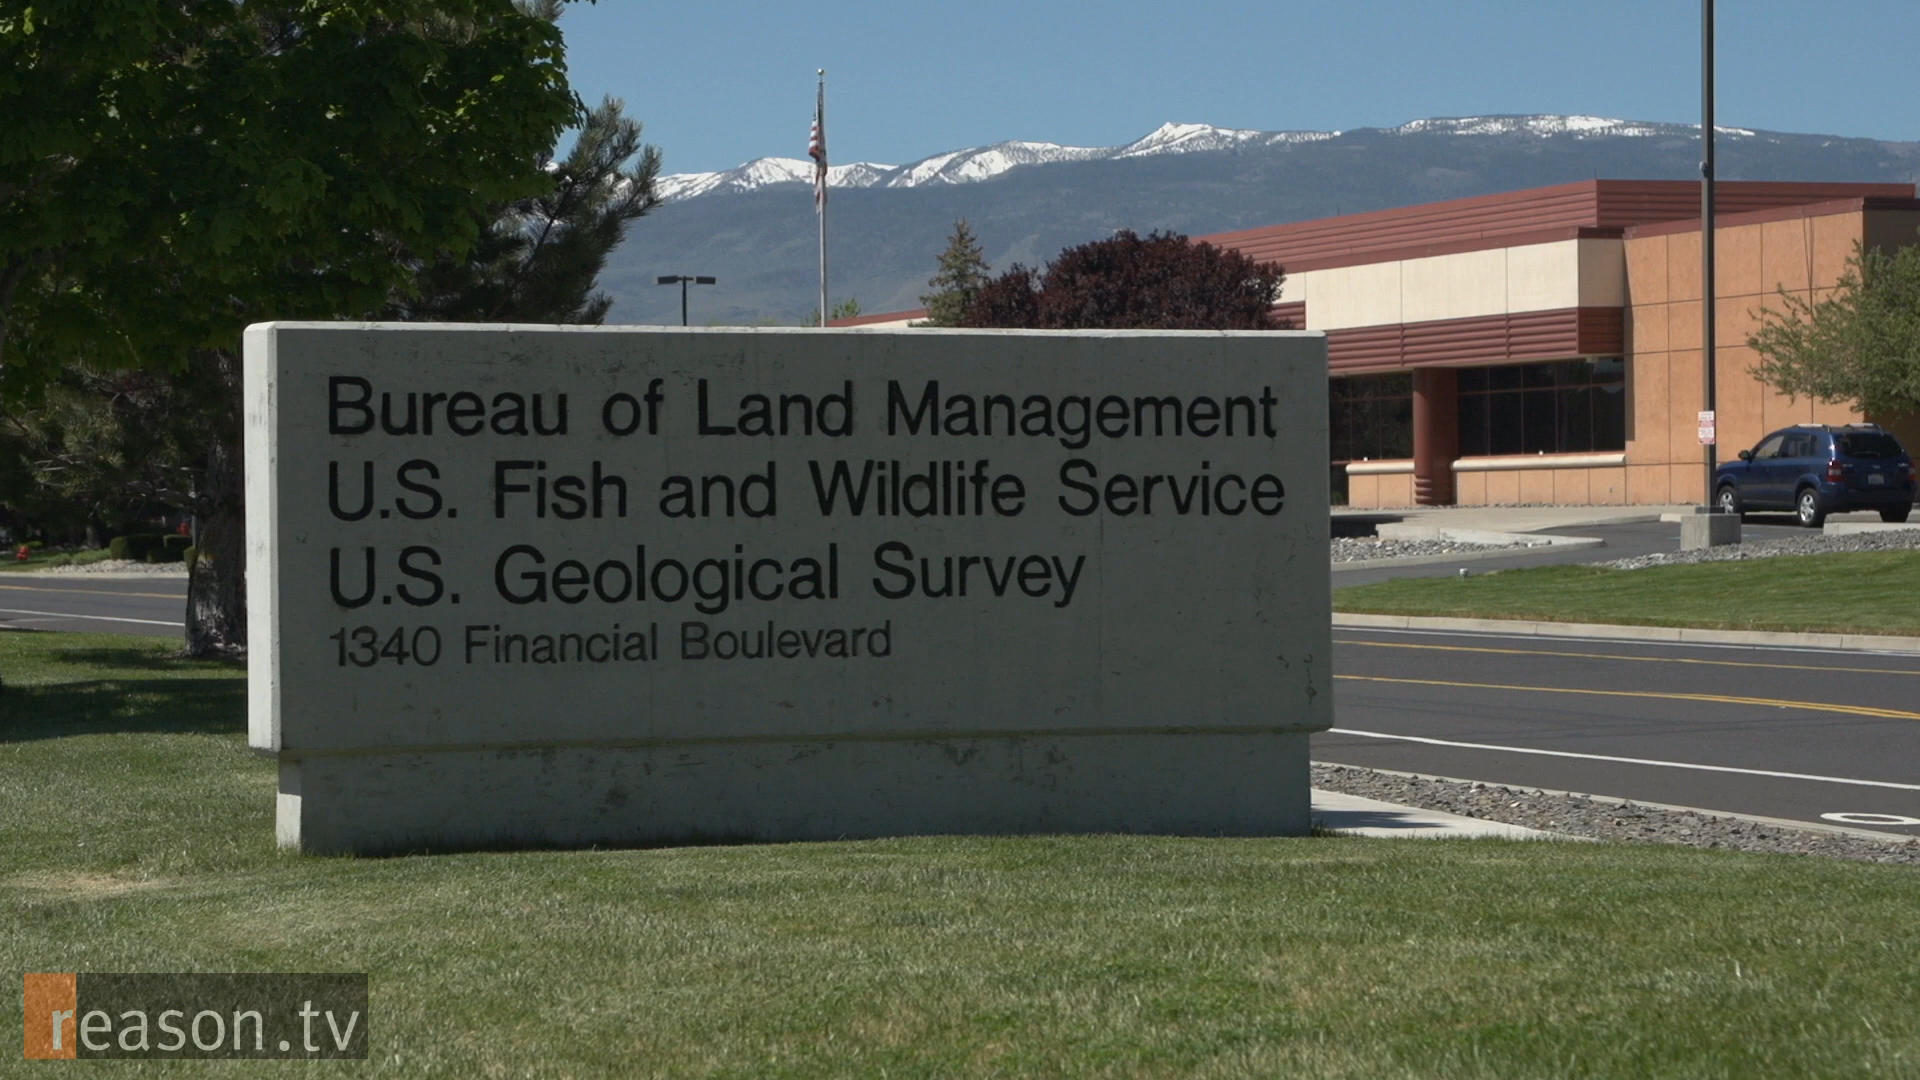 Bureau of Land Management
U.S. Fish and Wildlife Service
U.S. Geological Survey
1340 Financial Boulevard
reason.tv